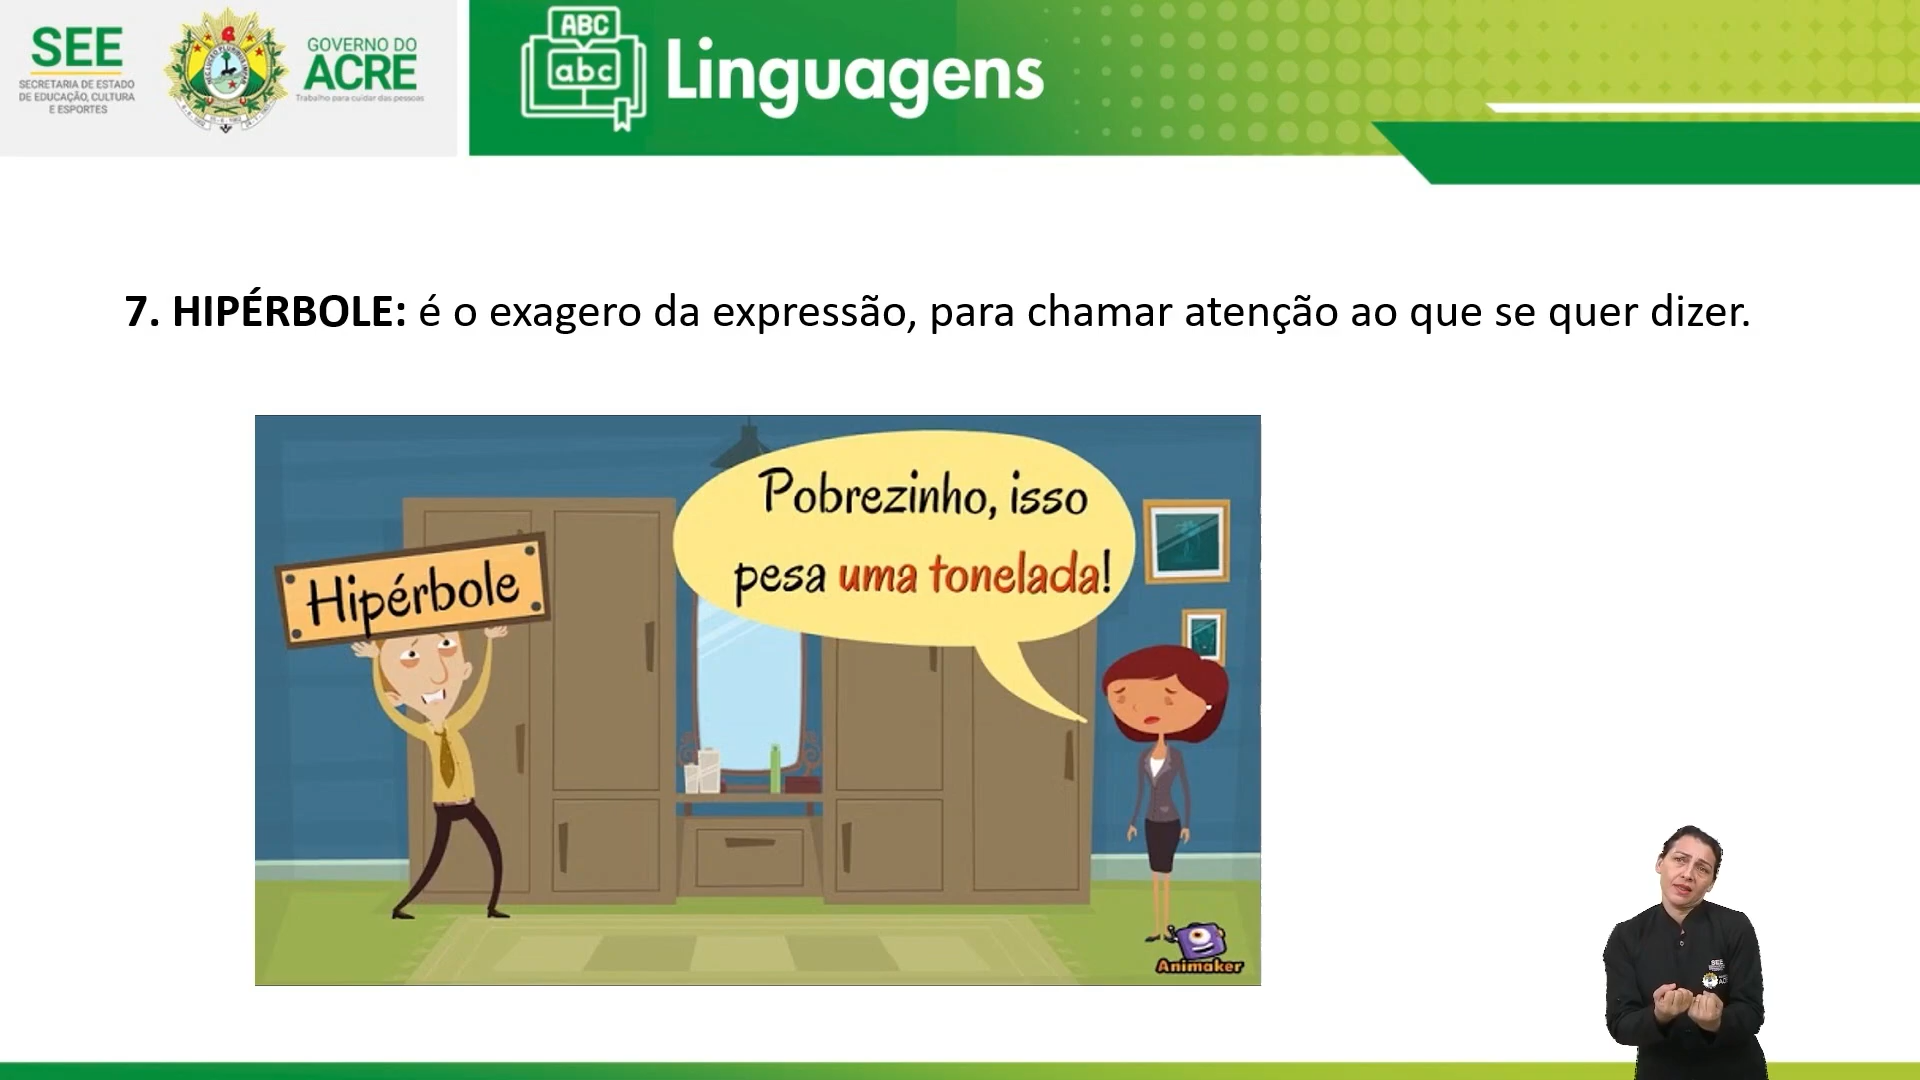 SEE
SECRETARIA DE ESTADO
DE EDUCAÇÃO, CULTURA
E ESPORTES
GOVERNO DO
ACRE
Trabalho para cuidar das pessoas
ABC
abc
Linguagens
7. HIPÉRBOLE: é o exagero da expressão, para chamar atenção ao que se quer dizer.
Pobrezinho, isso
pesa uma tonelada!
Hipérbole
Animaker
SEE